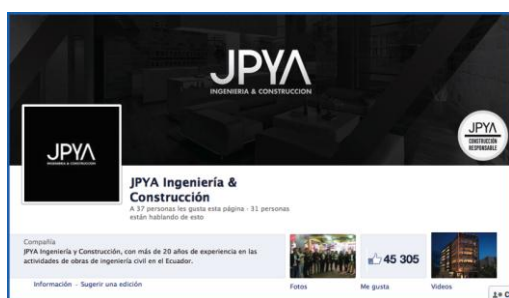 JPYA
INGENIERIA & CONSTRUCCION
JPYA
INGENIERIA & CONSTRUCCION
JPYA
CONSTRUCCIÓN
RESPONSABLE
JPYA Ingeniería &
Construcción
A 37 personas les gusta esta página · 31 personas
están hablando de esto
Compañía
JPYA Ingeniería y Construcción, con más de 20 años de experiencia en las
actividades de obras de ingeniería civil en el Ecuador.
Información – Sugerir una edición
45 305
Fotos
Me gusta
Videos